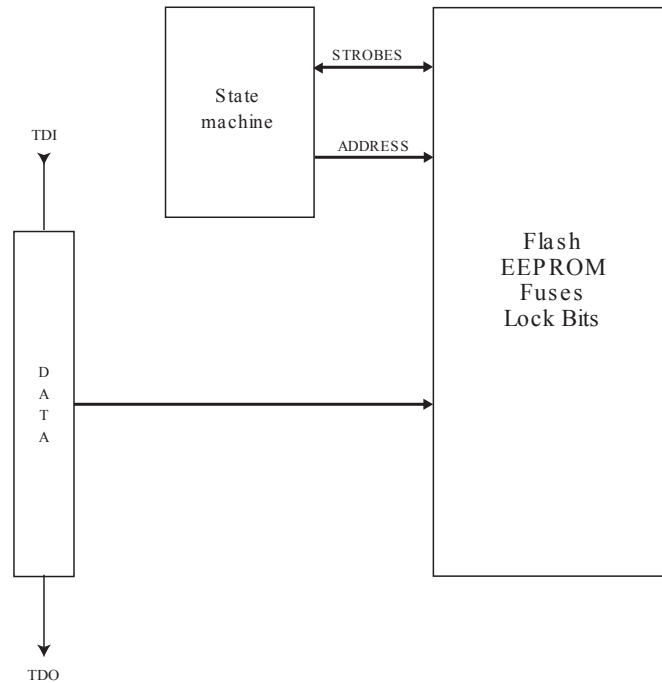 STROBES
State
machine
TDI
ADDRESS
Flash
EEPROM
Fuses
Lock Bits
D
A
T
A
TDO